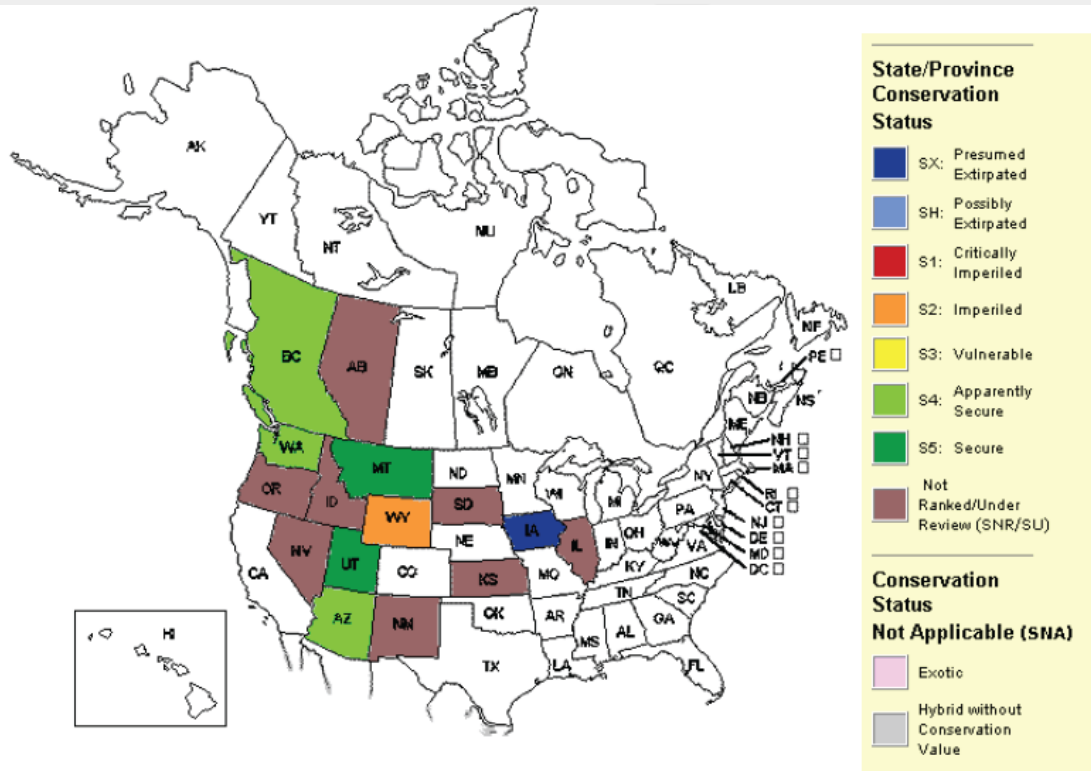 AK
YT
NT
NU
BC
AB
SK
MB
ON
QC
LB
NF
PE
NB
NS
ME
NH
VT
MA
NY
RI
CT
NJ
DE
MD
DC
WA
MT
ND
MN
WI
MI
OR
ID
WY
SD
IA
IL
IN
OH
PA
WV
VA
NV
UT
CO
NE
KS
MO
KY
NC
TN
SC
CA
AZ
NM
OK
AR
MS
AL
GA
TX
LA
FL
HI
State/Province
Conservation
Status
SX: Presumed
Extirpated
SH: Possibly
Extirpated
S1: Critically
Imperiled
S2: Imperiled
S3: Vulnerable
S4: Apparently
Secure
S5: Secure
Not
Ranked/Under
Review (SNR/SU)
Conservation
Status
Not Applicable (SNA)
Exotic
Hybrid without
Conservation
Value